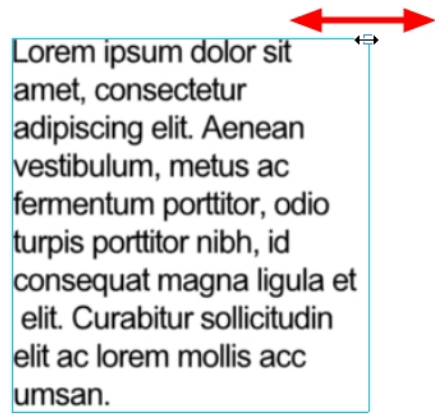 Lorem ipsum dolor sit
amet, consectetur
adipiscing elit. Aenean
vestibulum, metus ac
fermentum porttitor, odio
turpis porttitor nibh, id
consequat magna ligula et
elit. Curabitur sollicitudin
elit ac lorem mollis acc
umsan.